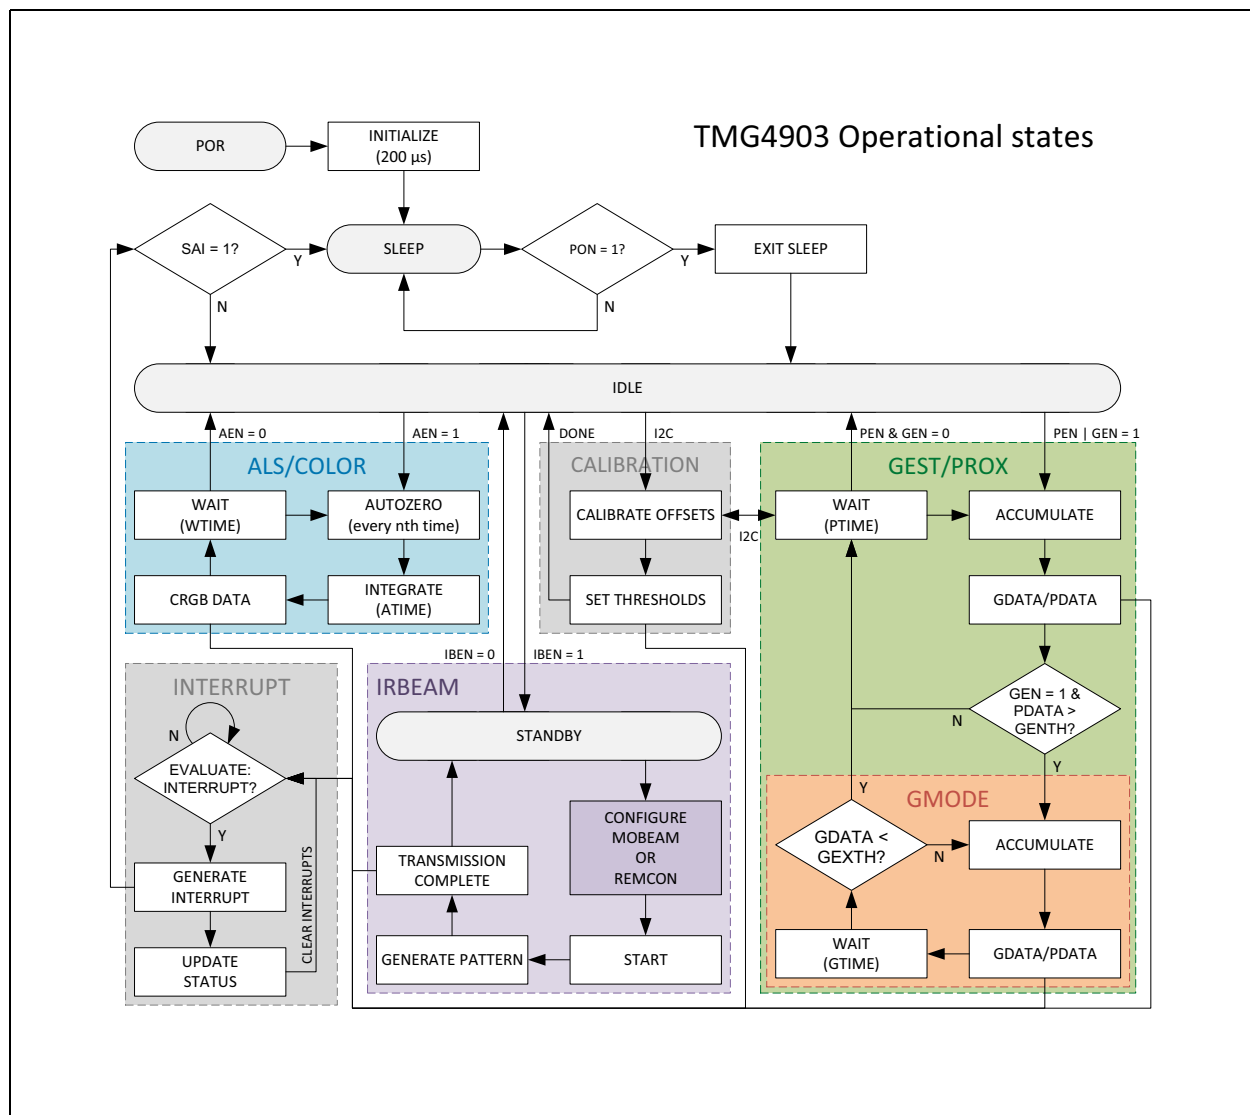 TMG4903 Operational states
POR
INITIALIZE
(200 µs)
SAI = 1?
Y
N
SLEEP
PON = 1?
Y
N
EXIT SLEEP
IDLE
AEN = 0
AEN = 1
ALS/COLOR
WAIT
(WTIME)
AUTOZERO
(every nth time)
CRGB DATA
INTEGRATE
(ATIME)
DONE
I2C
CALIBRATION
CALIBRATE OFFSETS
I2C
SET THRESHOLDS
PEN & GEN = 0
PEN | GEN = 1
GEST/PROX
WAIT
(PTIME)
ACCUMULATE
GDATA/PDATA
GEN = 1 &
PDATA >
GENTH?
N
Y
GMODE
Y
GDATA <
GEXTH?
N
ACCUMULATE
WAIT
(GTIME)
GDATA/PDATA
IBEN = 0
IBEN = 1
IRBEAM
STANDBY
CONFIGURE
MOBEAM
OR
REMCON
TRANSMISSION
COMPLETE
GENERATE PATTERN
START
INTERRUPT
N
EVALUATE:
INTERRUPT?
Y
GENERATE
INTERRUPT
UPDATE
STATUS
CLEAR INTERRUPTS